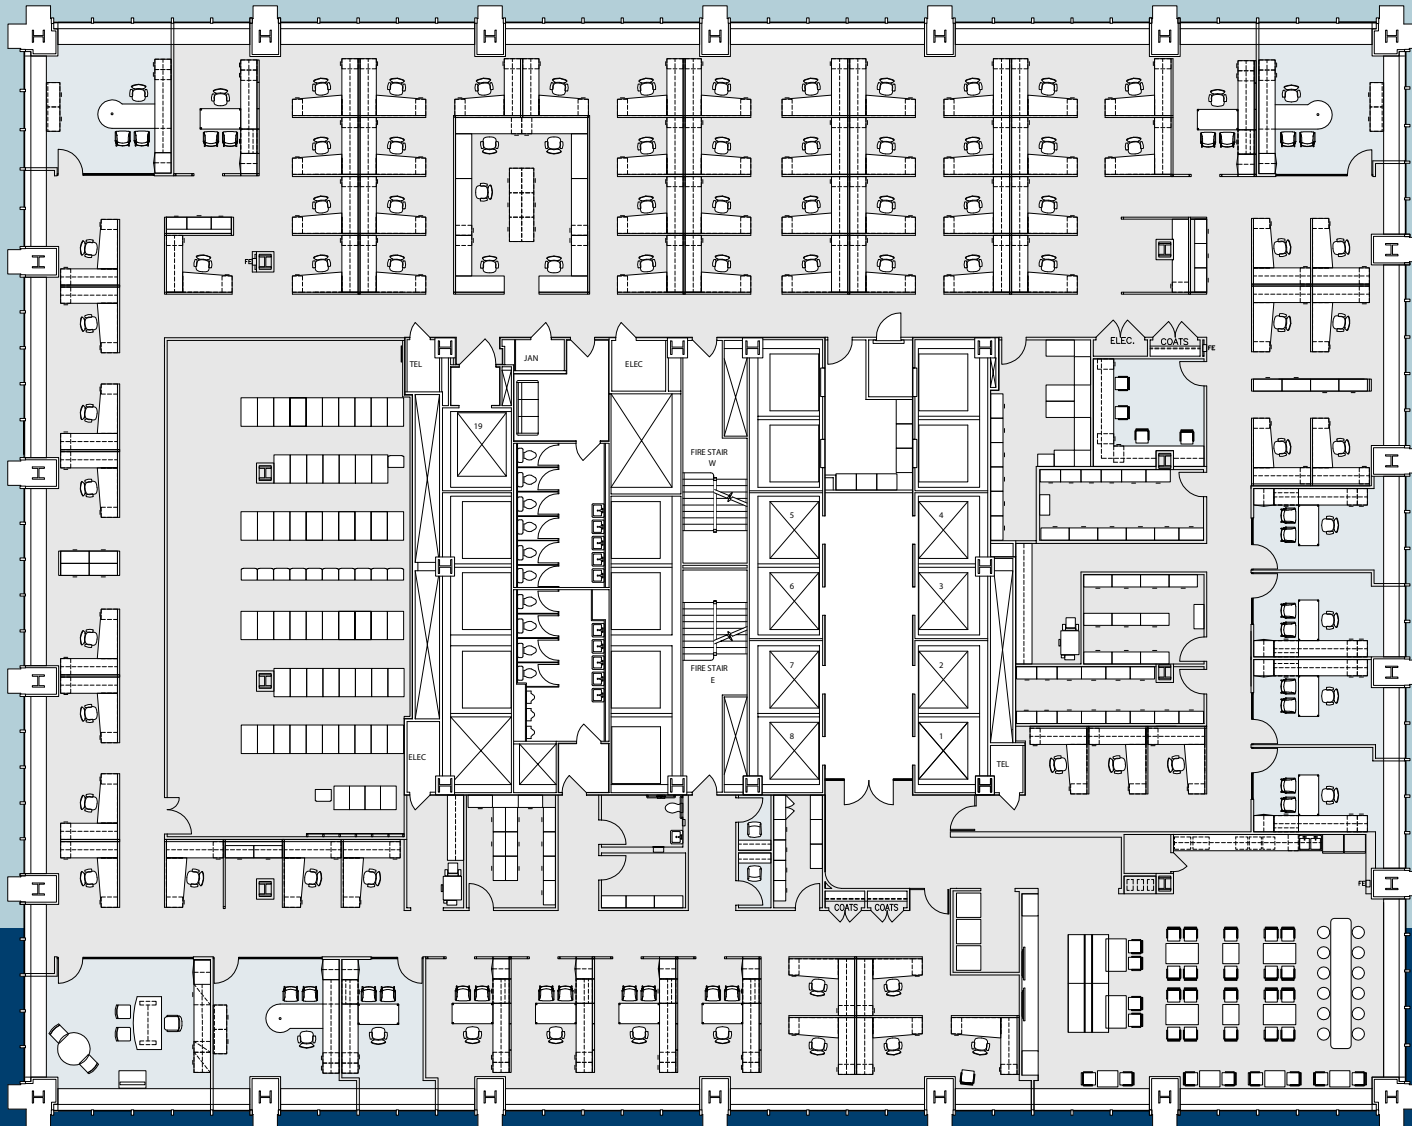 FE
TEL
JAN
ELEC
ELEC.
COATS
FE
19
FIRE STAIR
W
5
4
6
3
FIRE STAIR
E
7
2
8
1
ELEC
TEL
FE
COATS
COATS